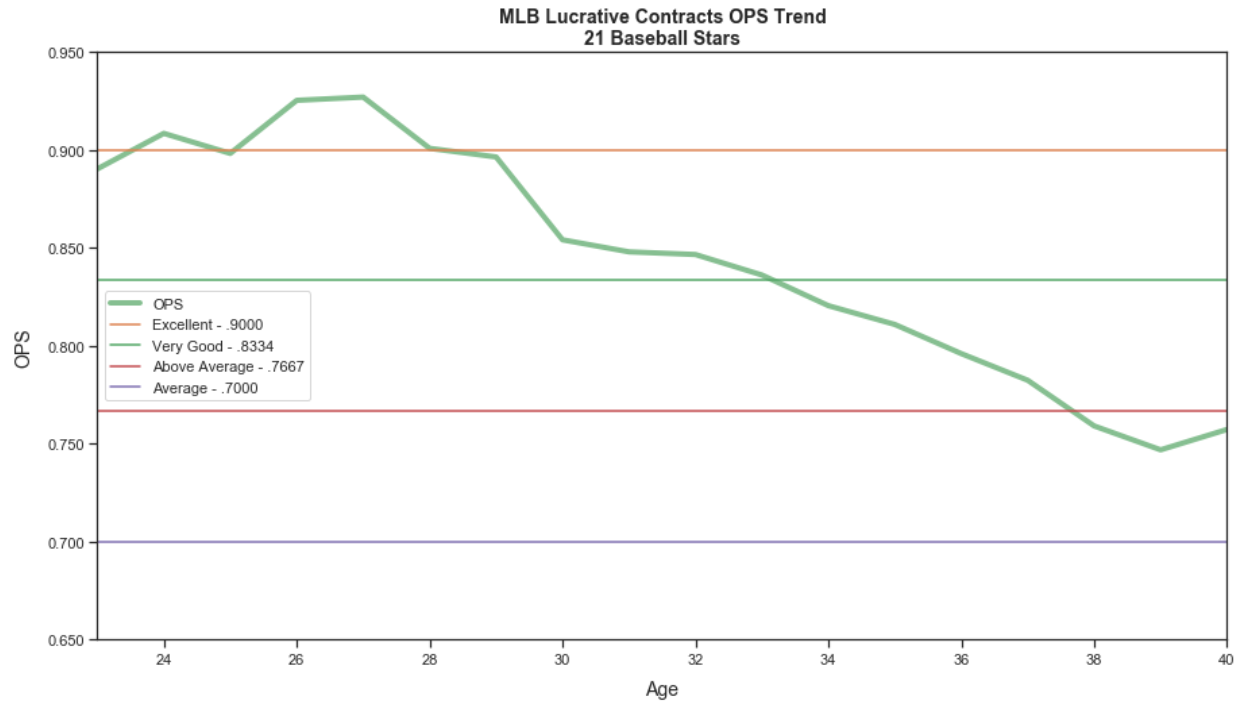 MLB Lucrative Contracts OPS Trend
21 Baseball Stars
0.950
0.900
0.850
0.800
0.750
0.700
0.650
OPS
OPS
Excellent - .9000
Very Good - .8334
Above Average - .7667
Average - .7000
24 26 28 30 32 34 36 38 40
Age